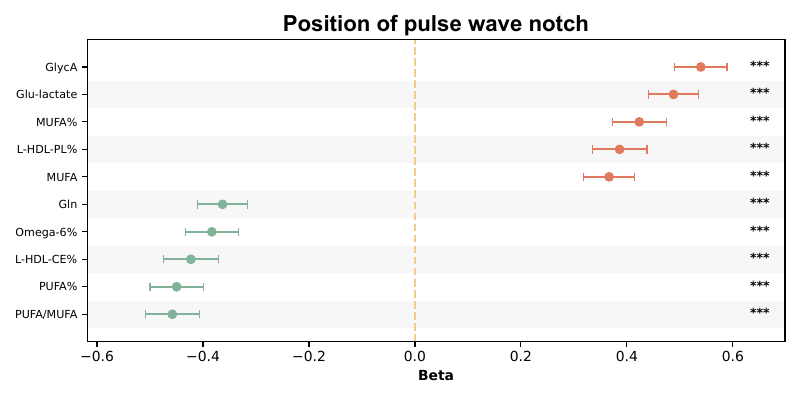 Position of pulse wave notch
GlycA ***
Glu-lactate ***
MUFA% ***
L-HDL-PL% ***
MUFA ***
Gln ***
Omega-6% ***
L-HDL-CE% ***
PUFA% ***
PUFA/MUFA ***
−0.6 −0.4 −0.2 0.0 0.2 0.4 0.6
Beta